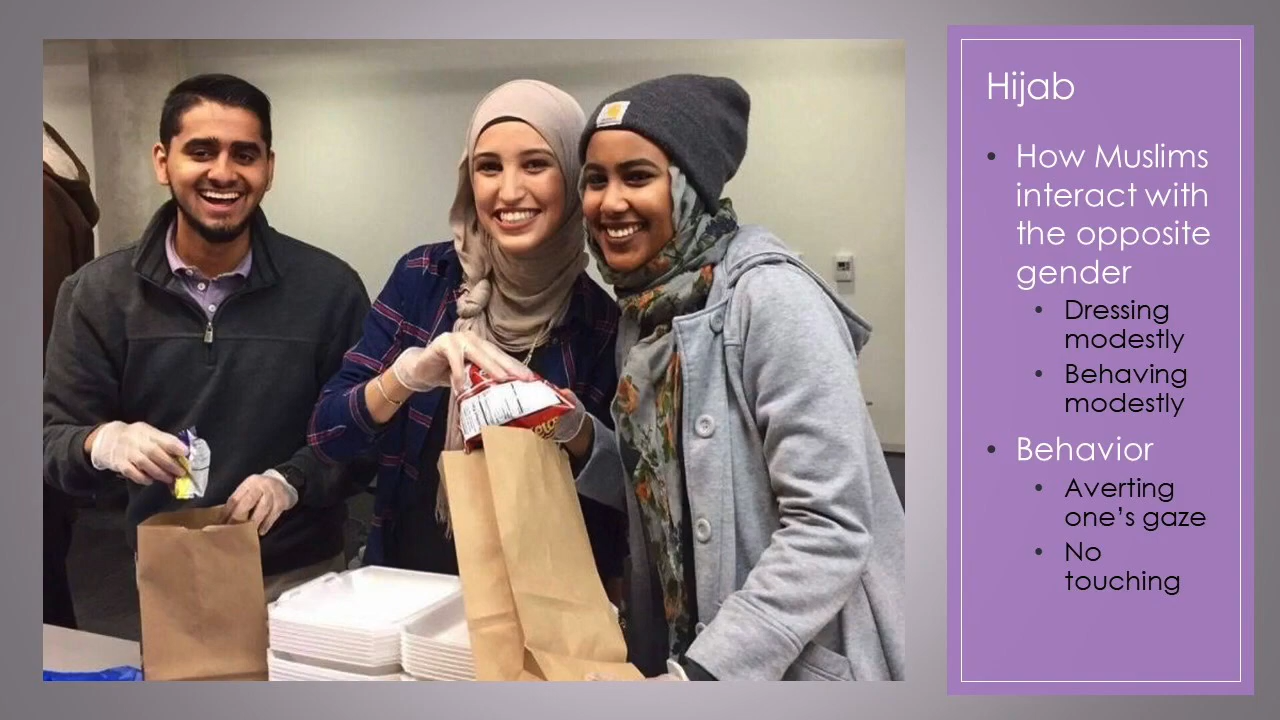 Hijab
• How Muslims
interact with
the opposite
gender
• Dressing
modestly
• Behaving
modestly
• Behavior
• Averting
one’s gaze
• No
touching